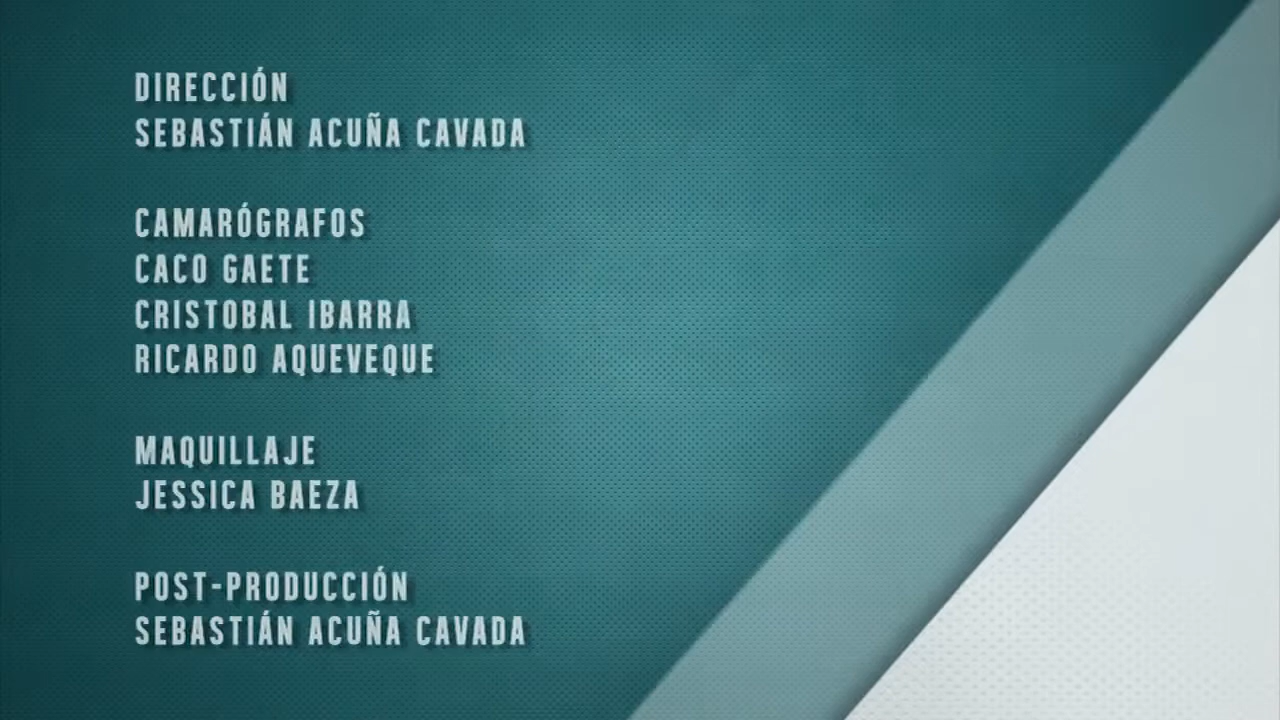 DIRECCIÓN
SEBASTIÁN ACUÑA CAVADA
CAMARÓGRAFOS
CACO GAETE
CRISTOBAL IBARRA
RICARDO AQUEVEQUE
MAQUILLAJE
JESSICA BAEZA
POST-PRODUCCIÓN
SEBASTIÁN ACUÑA CAVADA